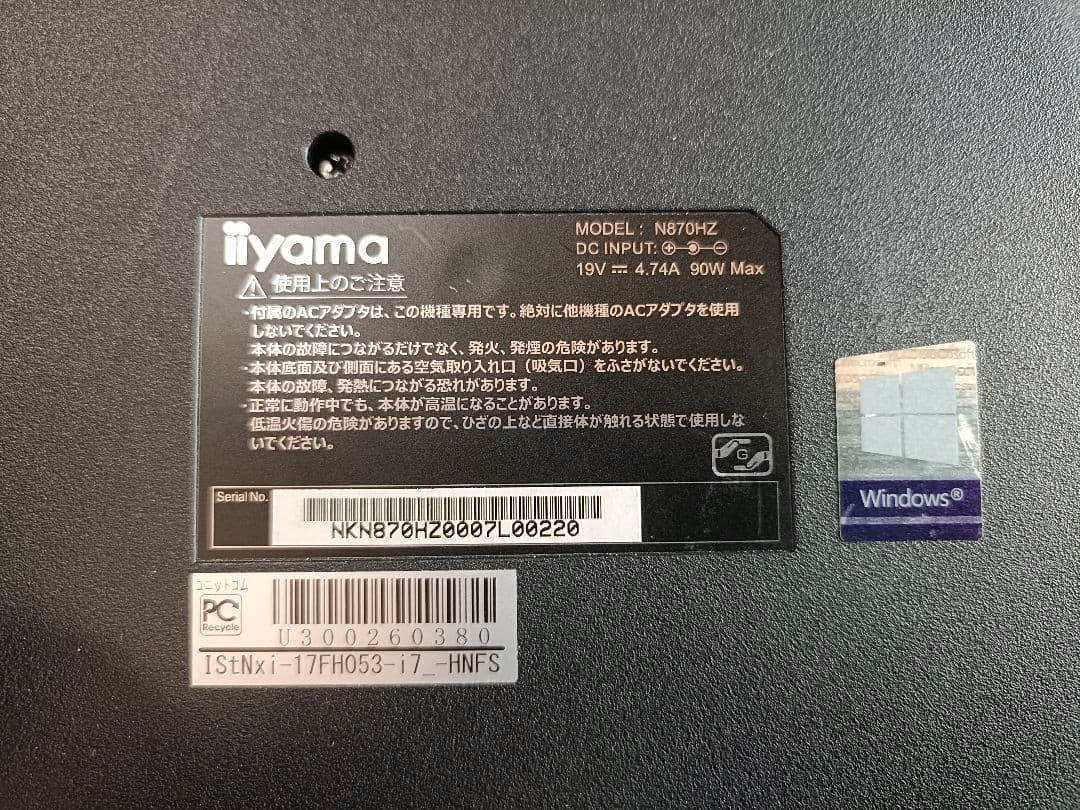 iiyama
MODEL : N870HZ
DC INPUT:
19V 4.74A 90W Max
使用上のご注意
・付属のACアダプタは、この機種専用です。絶対に他機種のACアダプタを使用
しないでください。
本体の故障につながるだけでなく、発火、発煙の危険があります。
・本体底面及び側面にある空気取り入れ口（吸気口）をふさがないでください。
本体の故障、発熱につながる恐れがあります。
・正常に動作中でも、本体が高温になることがあります。
低温火傷の危険がありますので、ひざの上など直接体が触れる状態で使用しな
いでください。
G
Serial No.
NKN870HZ0007L00220
Windows®
ユニットコム
PC
Recycle
U300260380
IStNxi-17FH053-i7_-HNFS